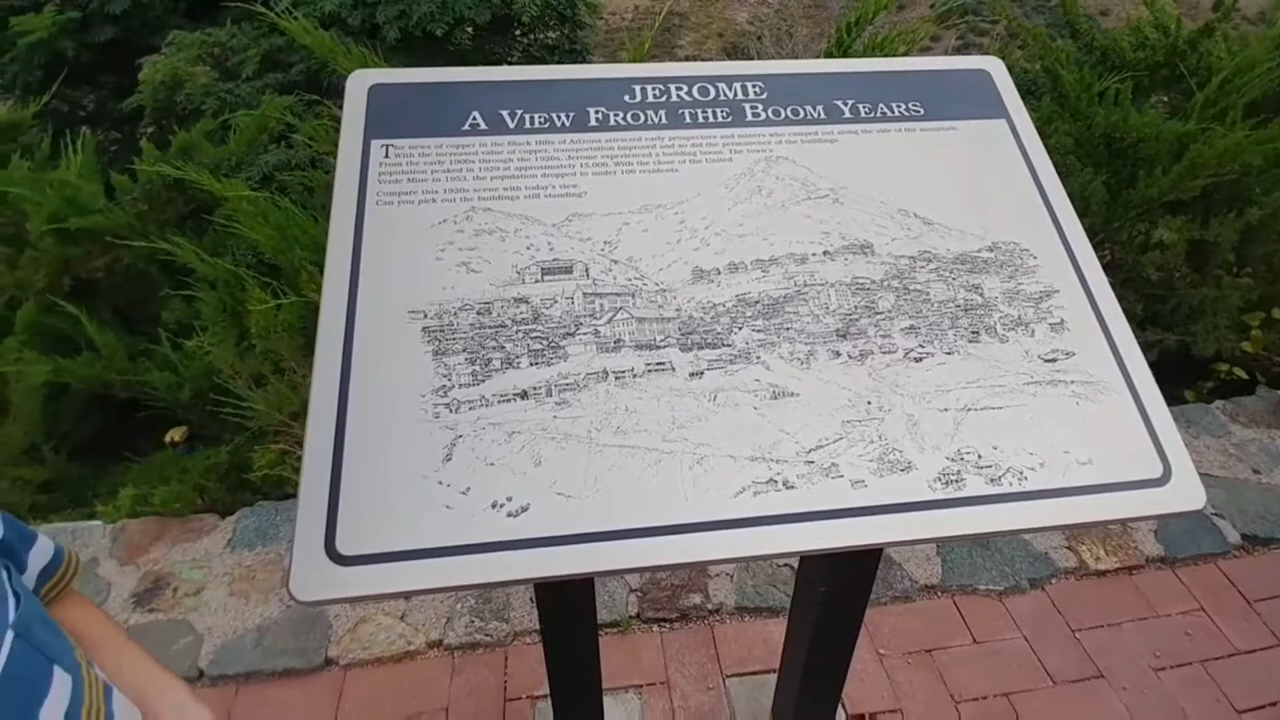 JEROME
A VIEW FROM THE BOOM YEARS
The news of copper in the Black Hills of Arizona attracted early prospectors and miners who camped out along the side of the mountain.
With the increased value of copper, transportation improved and so did the permanence of the buildings.
From the early 1900s through the 1920s, Jerome experienced a building boom. The town's
population peaked in 1929 at approximately 15,000. With the close of the United
Verde Mine in 1953, the population dropped to under 100 residents.
Compare this 1920s scene with today's view.
Can you pick out the buildings still standing?